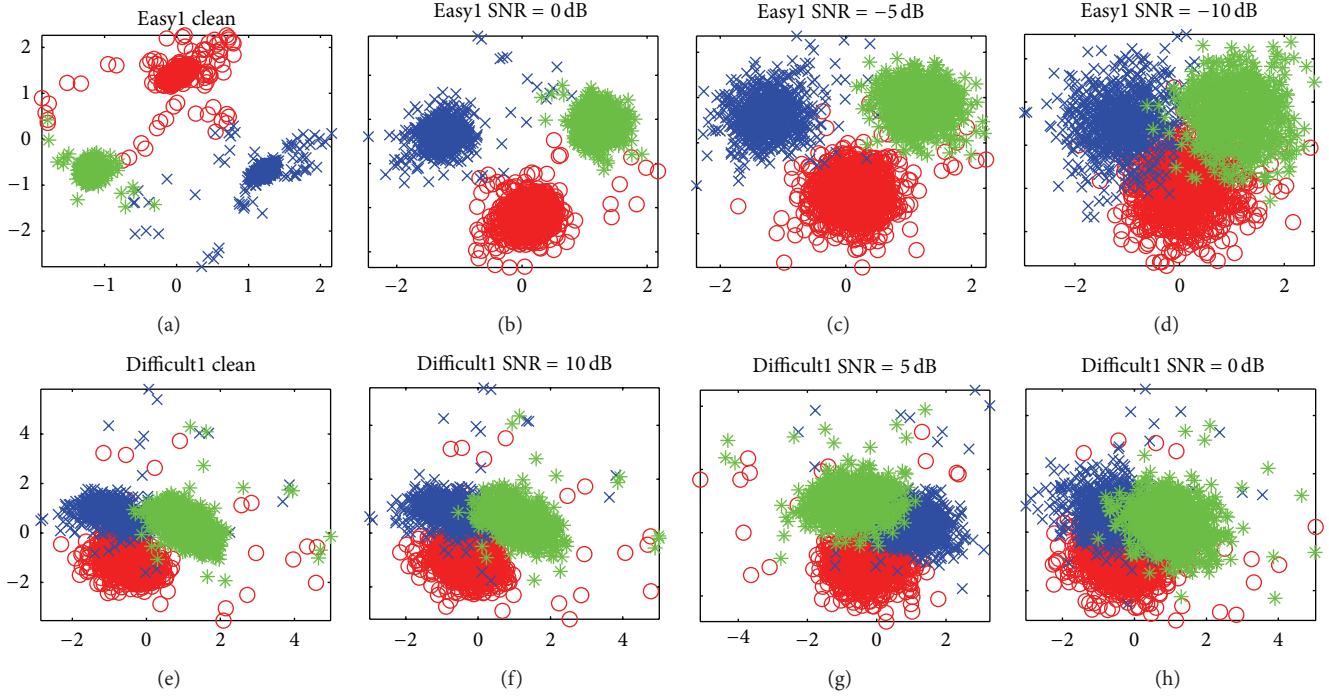 Easy1 clean
Easy1 SNR = 0 dB
Easy1 SNR = −5 dB
Easy1 SNR = −10 dB
2
1
0
−1
−2
−1 0 1 2
−2 0 2
−2 0 2
−2 0 2
(a)
(b)
(c)
(d)
Difficult1 clean
Difficult1 SNR = 10 dB
Difficult1 SNR = 5 dB
Difficult1 SNR = 0 dB
4
2
0
−2
−2 0 2 4
−2 0 2 4
−4 −2 0 2
−2 0 2 4
(e)
(f)
(g)
(h)